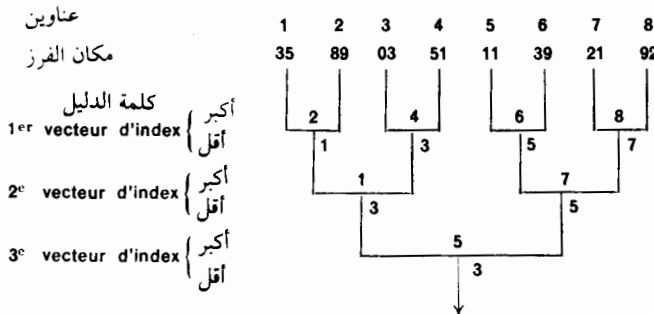 عناوين 1 2 3 4 5 6 7 8
مكان الفرز 35 89 03 51 11 39 21 92
كلمة الدليل
1er vecteur d'index { أكبر 2 4 6 8
أقل 1 3 5 7
2e vecteur d'index { أكبر 1 7
أقل 3 5
3e vecteur d'index { أكبر 5
أقل 3